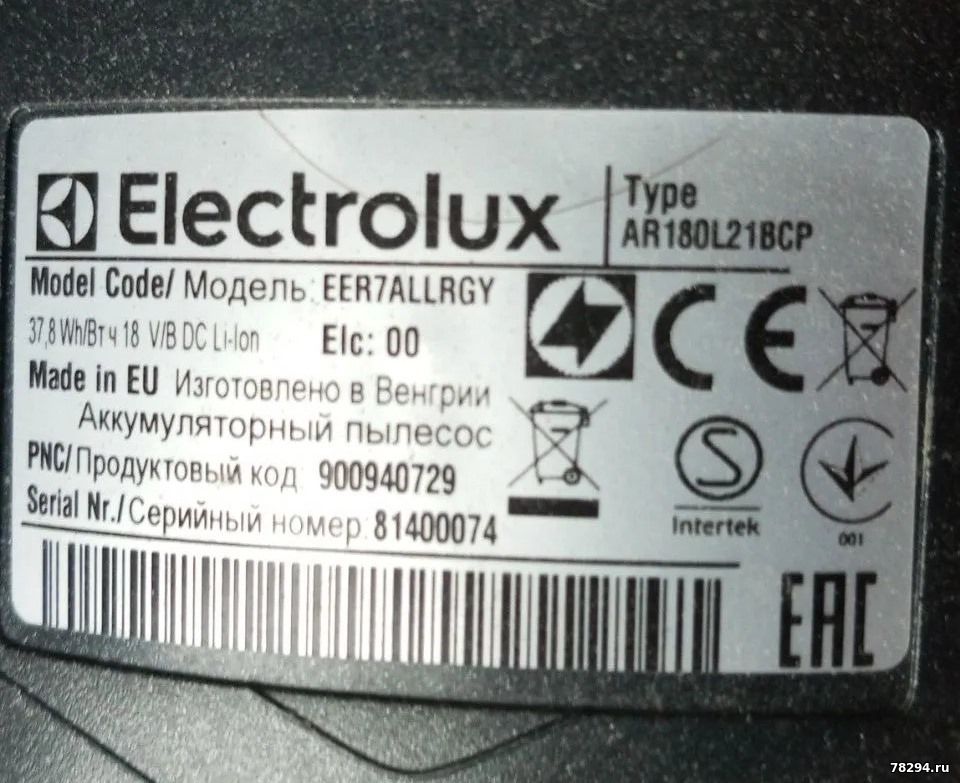 Electrolux
Type
AR180L21BCP
Model Code/ Модель: EER7ALLRGY
37,8 Wh/Вт ч 18 V/В DC Li-Ion Elc: 00
Made in EU Изготовлено в Венгрии
Аккумуляторный пылесос
PNC/Продуктовый код 900940729
Serial Nr./Серийный номер: 81400074
CE
S
Intertek
001
EAC
78294.ru